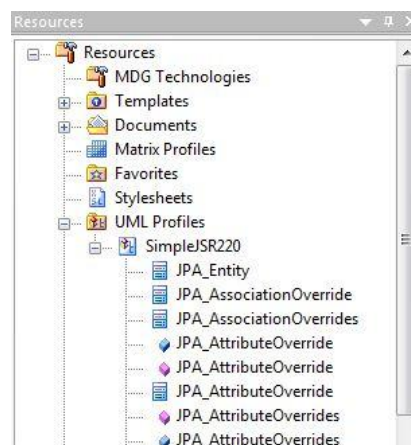 Resources
Resources
MDG Technologies
Templates
Documents
Matrix Profiles
Favorites
Stylesheets
UML Profiles
SimpleJSR220
JPA_Entity
JPA_AssociationOverride
JPA_AssociationOverrides
JPA_AttributeOverride
JPA_AttributeOverride
JPA_AttributeOverride
JPA_AttributeOverrides
JPA_AttributeOverrides